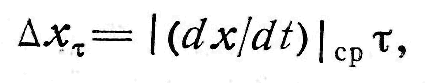 Δx_τ = |(dx/dt)|_ср τ,